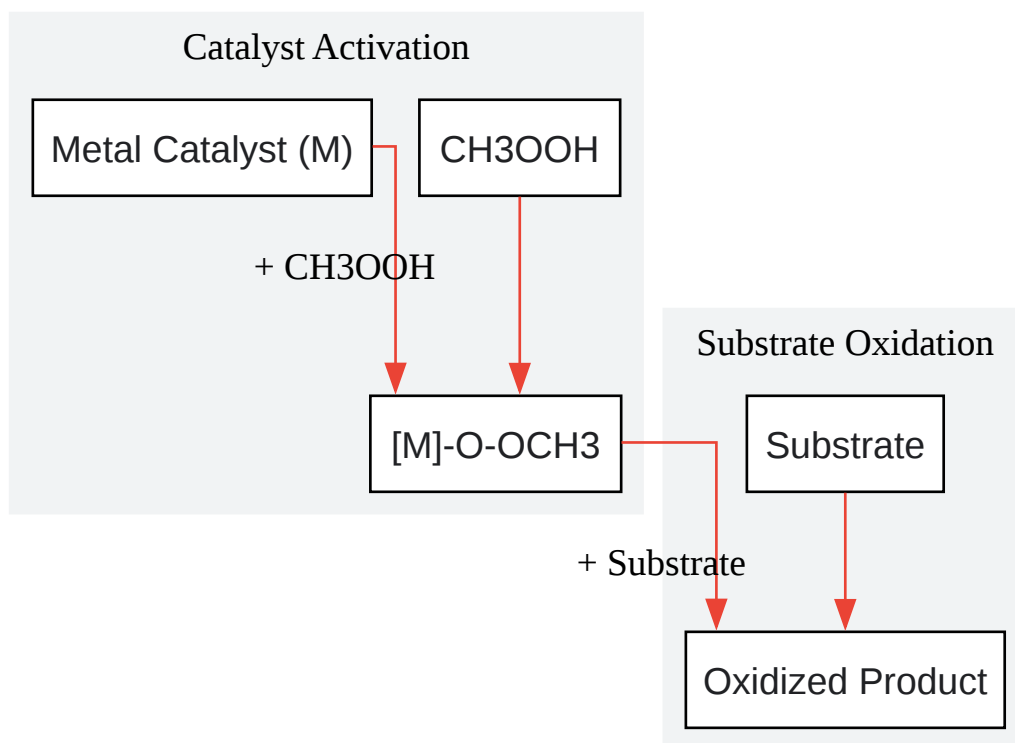 Catalyst Activation
Metal Catalyst (M)
CH3OOH
+ CH3OOH
[M]-O-OCH3
Substrate Oxidation
Substrate
+ Substrate
Oxidized Product